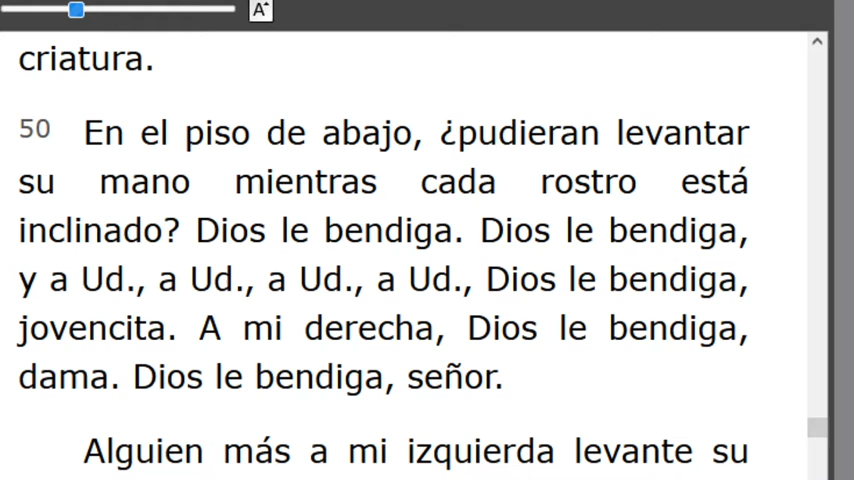 A
criatura.
50 En el piso de abajo, ¿pudieran levantar
su mano mientras cada rostro está
inclinado? Dios le bendiga. Dios le bendiga,
y a Ud., a Ud., a Ud., a Ud., Dios le bendiga,
jovencita. A mi derecha, Dios le bendiga,
dama. Dios le bendiga, señor.
Alguien más a mi izquierda levante su